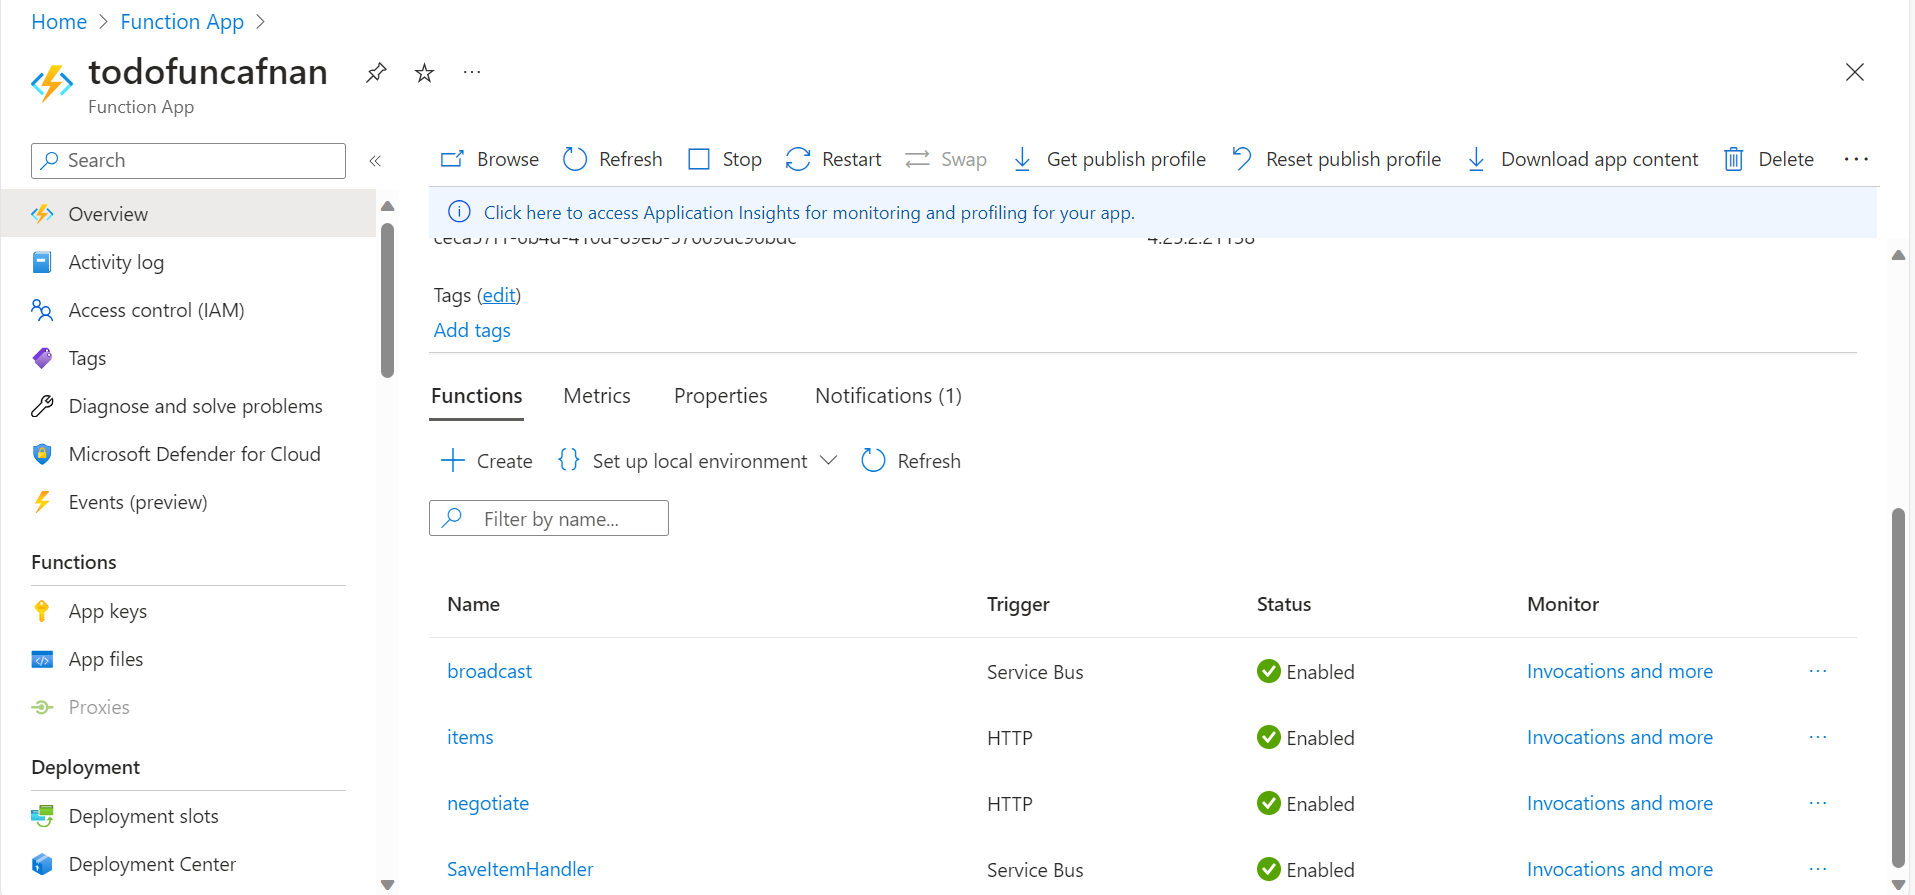 Home > Function App >
todofuncafnan
Function App
Search
Browse Refresh Stop Restart Swap Get publish profile Reset publish profile Download app content Delete
Click here to access Application Insights for monitoring and profiling for your app.
Overview
Activity log
Access control (IAM)
Tags
Diagnose and solve problems
Microsoft Defender for Cloud
Events (preview)
Functions
App keys
App files
Proxies
Deployment
Deployment slots
Deployment Center
Tags (edit)
Add tags
Functions Metrics Properties Notifications (1)
Create Set up local environment Refresh
Filter by name...
Name Trigger Status Monitor
broadcast Service Bus Enabled Invocations and more
items HTTP Enabled Invocations and more
negotiate HTTP Enabled Invocations and more
SaveItemHandler Service Bus Enabled Invocations and more